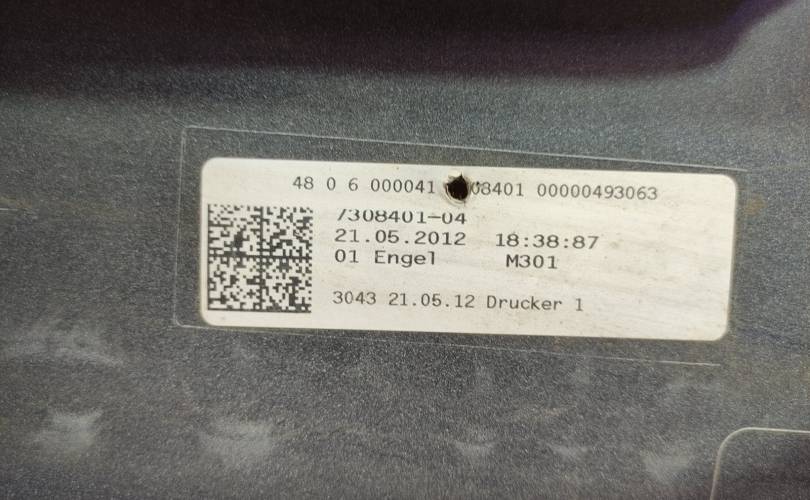 48 0 6 000041 08401 00000493063
7308401-04
21.05.2012 18:38:87
01 Engel M301
3043 21.05.12 Drucker 1